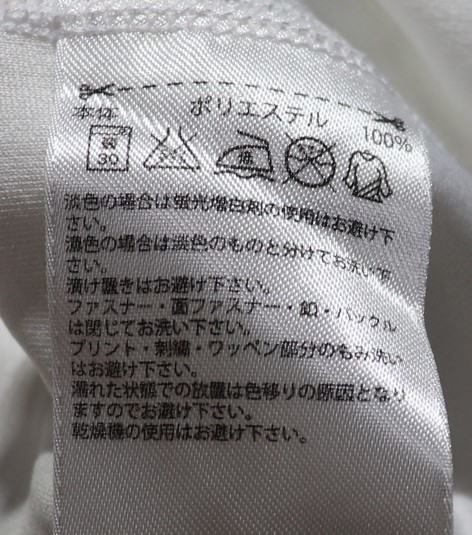 本体 ポリエステル 100%
弱 30 低
淡色の場合は蛍光増白剤の使用はお避け下
さい。
濃色の場合は淡色のものと分けてお洗い下
さい。
漬け置きはお避け下さい。
ファスナー・面ファスナー・釦・バックル
は閉じてお洗い下さい。
プリント・刺繍・ワッペン部分のもみ洗い
はお避け下さい。
濡れた状態での放置は色移りの原因となり
ますのでお避け下さい。
乾燥機の使用はお避け下さい。